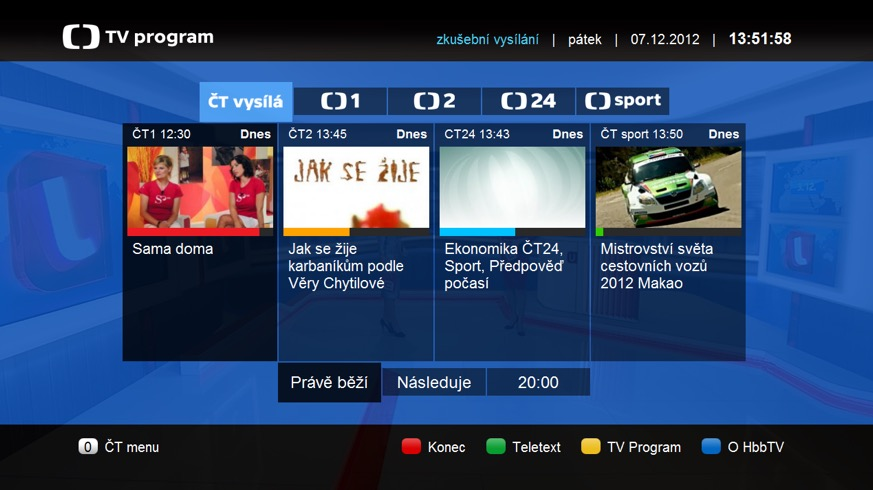 TV program
zkušební vysílání | pátek | 07.12.2012 | 13:51:58
ČT vysílá
1
2
24
sport
ČT1 12:30 Dnes
Sama doma
ČT2 13:45 Dnes
JAK SE ŽIJE
Jak se žije
karbaníkům podle
Věry Chytilové
CT24 13:43 Dnes
Ekonomika ČT24,
Sport, Předpověď
počasí
ČT sport 13:50 Dnes
Mistrovství světa
cestovních vozů
2012 Makao
Právě běží
Následuje
20:00
0 ČT menu
Konec
Teletext
TV Program
O HbbTV